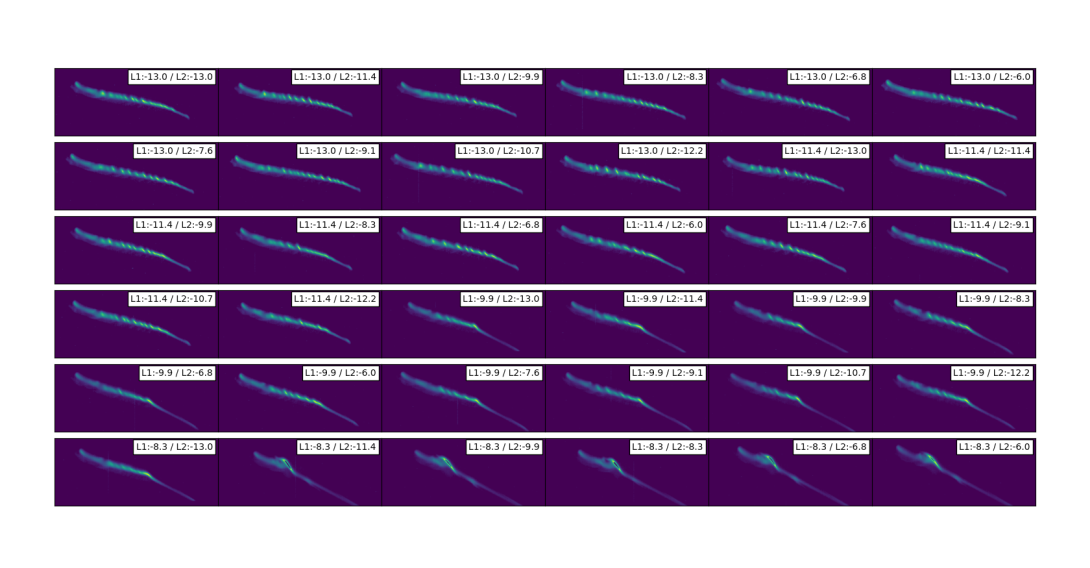 L1:-13.0 / L2:-13.0
L1:-13.0 / L2:-11.4
L1:-13.0 / L2:-9.9
L1:-13.0 / L2:-8.3
L1:-13.0 / L2:-6.8
L1:-13.0 / L2:-6.0
L1:-13.0 / L2:-7.6
L1:-13.0 / L2:-9.1
L1:-13.0 / L2:-10.7
L1:-13.0 / L2:-12.2
L1:-11.4 / L2:-13.0
L1:-11.4 / L2:-11.4
L1:-11.4 / L2:-9.9
L1:-11.4 / L2:-8.3
L1:-11.4 / L2:-6.8
L1:-11.4 / L2:-6.0
L1:-11.4 / L2:-7.6
L1:-11.4 / L2:-9.1
L1:-11.4 / L2:-10.7
L1:-11.4 / L2:-12.2
L1:-9.9 / L2:-13.0
L1:-9.9 / L2:-11.4
L1:-9.9 / L2:-9.9
L1:-9.9 / L2:-8.3
L1:-9.9 / L2:-6.8
L1:-9.9 / L2:-6.0
L1:-9.9 / L2:-7.6
L1:-9.9 / L2:-9.1
L1:-9.9 / L2:-10.7
L1:-9.9 / L2:-12.2
L1:-8.3 / L2:-13.0
L1:-8.3 / L2:-11.4
L1:-8.3 / L2:-9.9
L1:-8.3 / L2:-8.3
L1:-8.3 / L2:-6.8
L1:-8.3 / L2:-6.0